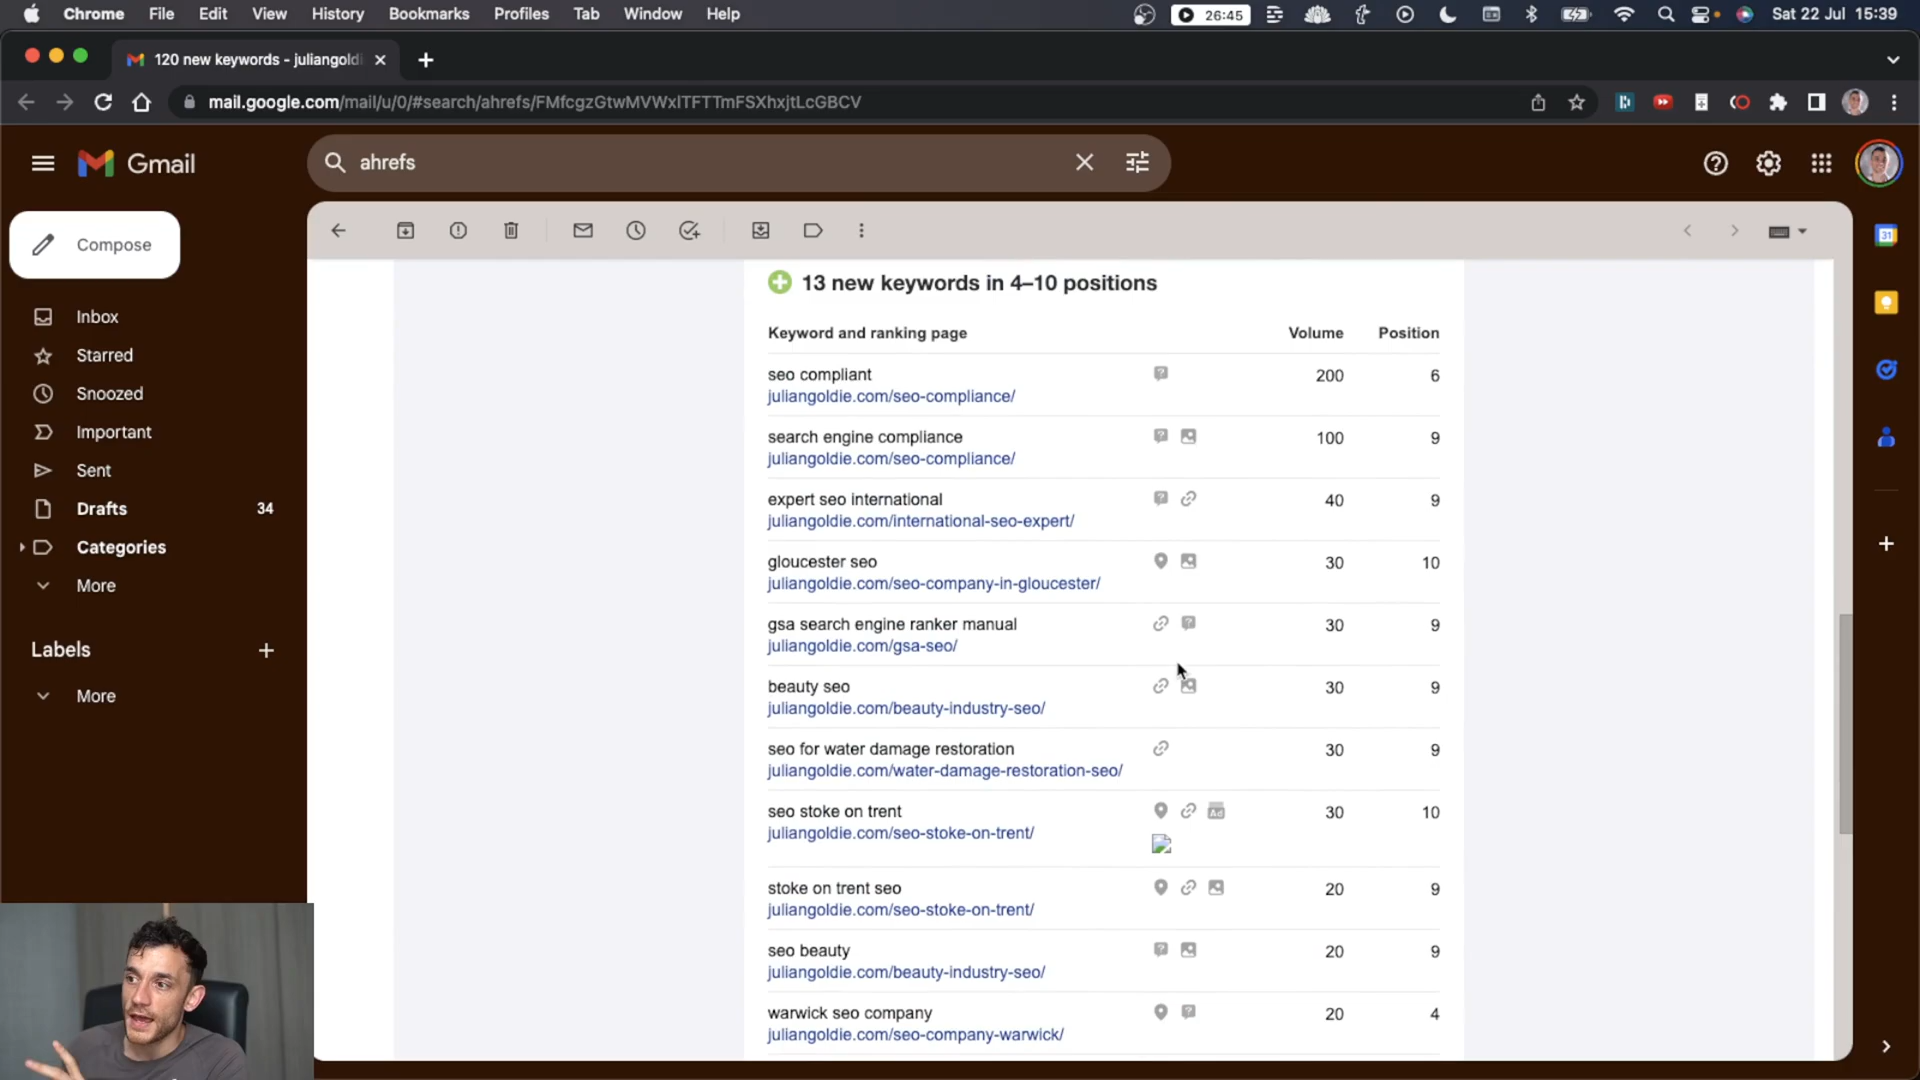 Chrome File Edit View History Bookmarks Profiles Tab Window Help 26:45 Sat 22 Jul 15:39
120 new keywords - juliangoldi
mail.google.com/mail/u/0/#search/ahrefs/FMfcgzGtwMVWxlTFTTmFSXhxjtLcGBCV
Gmail
ahrefs
Compose
Inbox
Starred
Snoozed
Important
Sent
Drafts 34
Categories
More
Labels
More
13 new keywords in 4–10 positions
Keyword and ranking page Volume Position
seo compliant 200 6
juliangoldie.com/seo-compliance/
search engine compliance 100 9
juliangoldie.com/seo-compliance/
expert seo international 40 9
juliangoldie.com/international-seo-expert/
gloucester seo 30 10
juliangoldie.com/seo-company-in-gloucester/
gsa search engine ranker manual 30 9
juliangoldie.com/gsa-seo/
beauty seo 30 9
juliangoldie.com/beauty-industry-seo/
seo for water damage restoration 30 9
juliangoldie.com/water-damage-restoration-seo/
seo stoke on trent Ad 30 10
juliangoldie.com/seo-stoke-on-trent/
stoke on trent seo 20 9
juliangoldie.com/seo-stoke-on-trent/
seo beauty 20 9
juliangoldie.com/beauty-industry-seo/
warwick seo company 20 4
juliangoldie.com/seo-company-warwick/
31